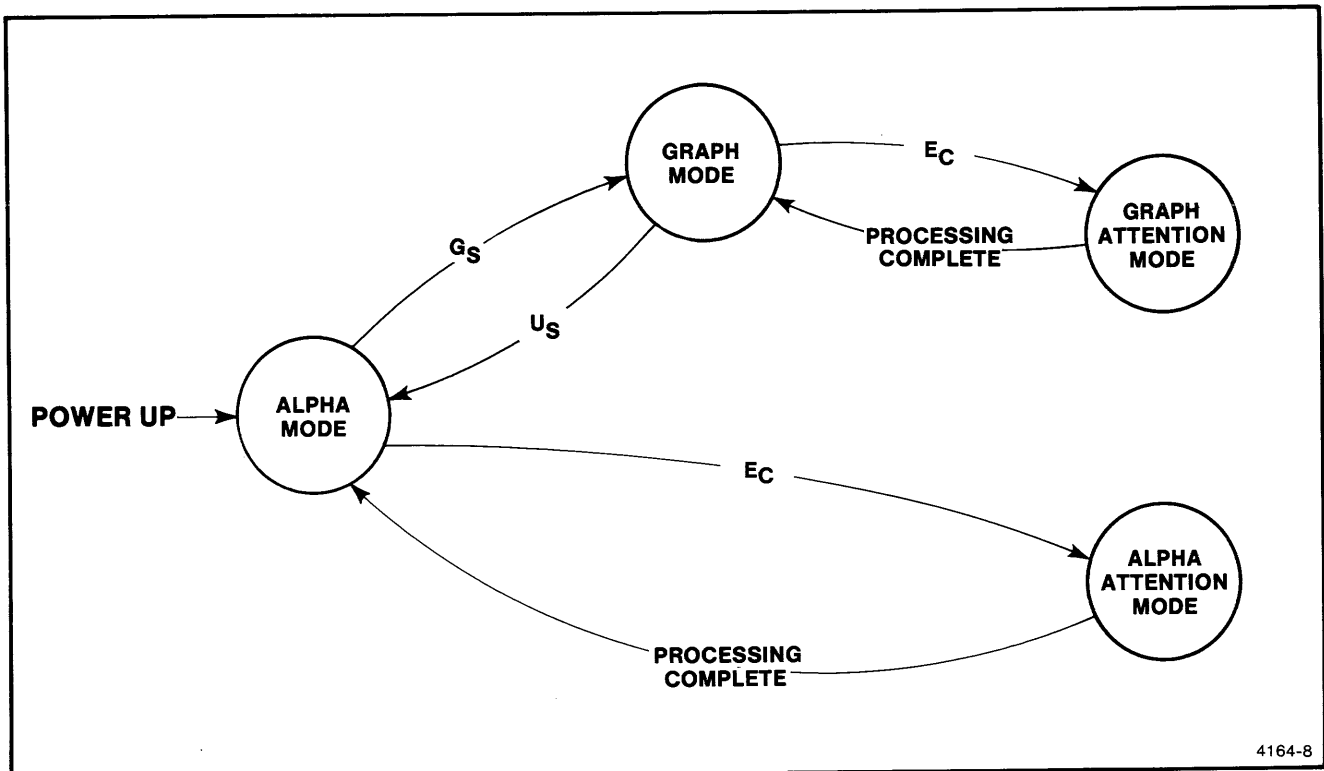 GRAPH
MODE
EC
GRAPH
ATTENTION
MODE
PROCESSING
COMPLETE
GS
US
POWER UP
ALPHA
MODE
EC
ALPHA
ATTENTION
MODE
PROCESSING
COMPLETE
4164-8